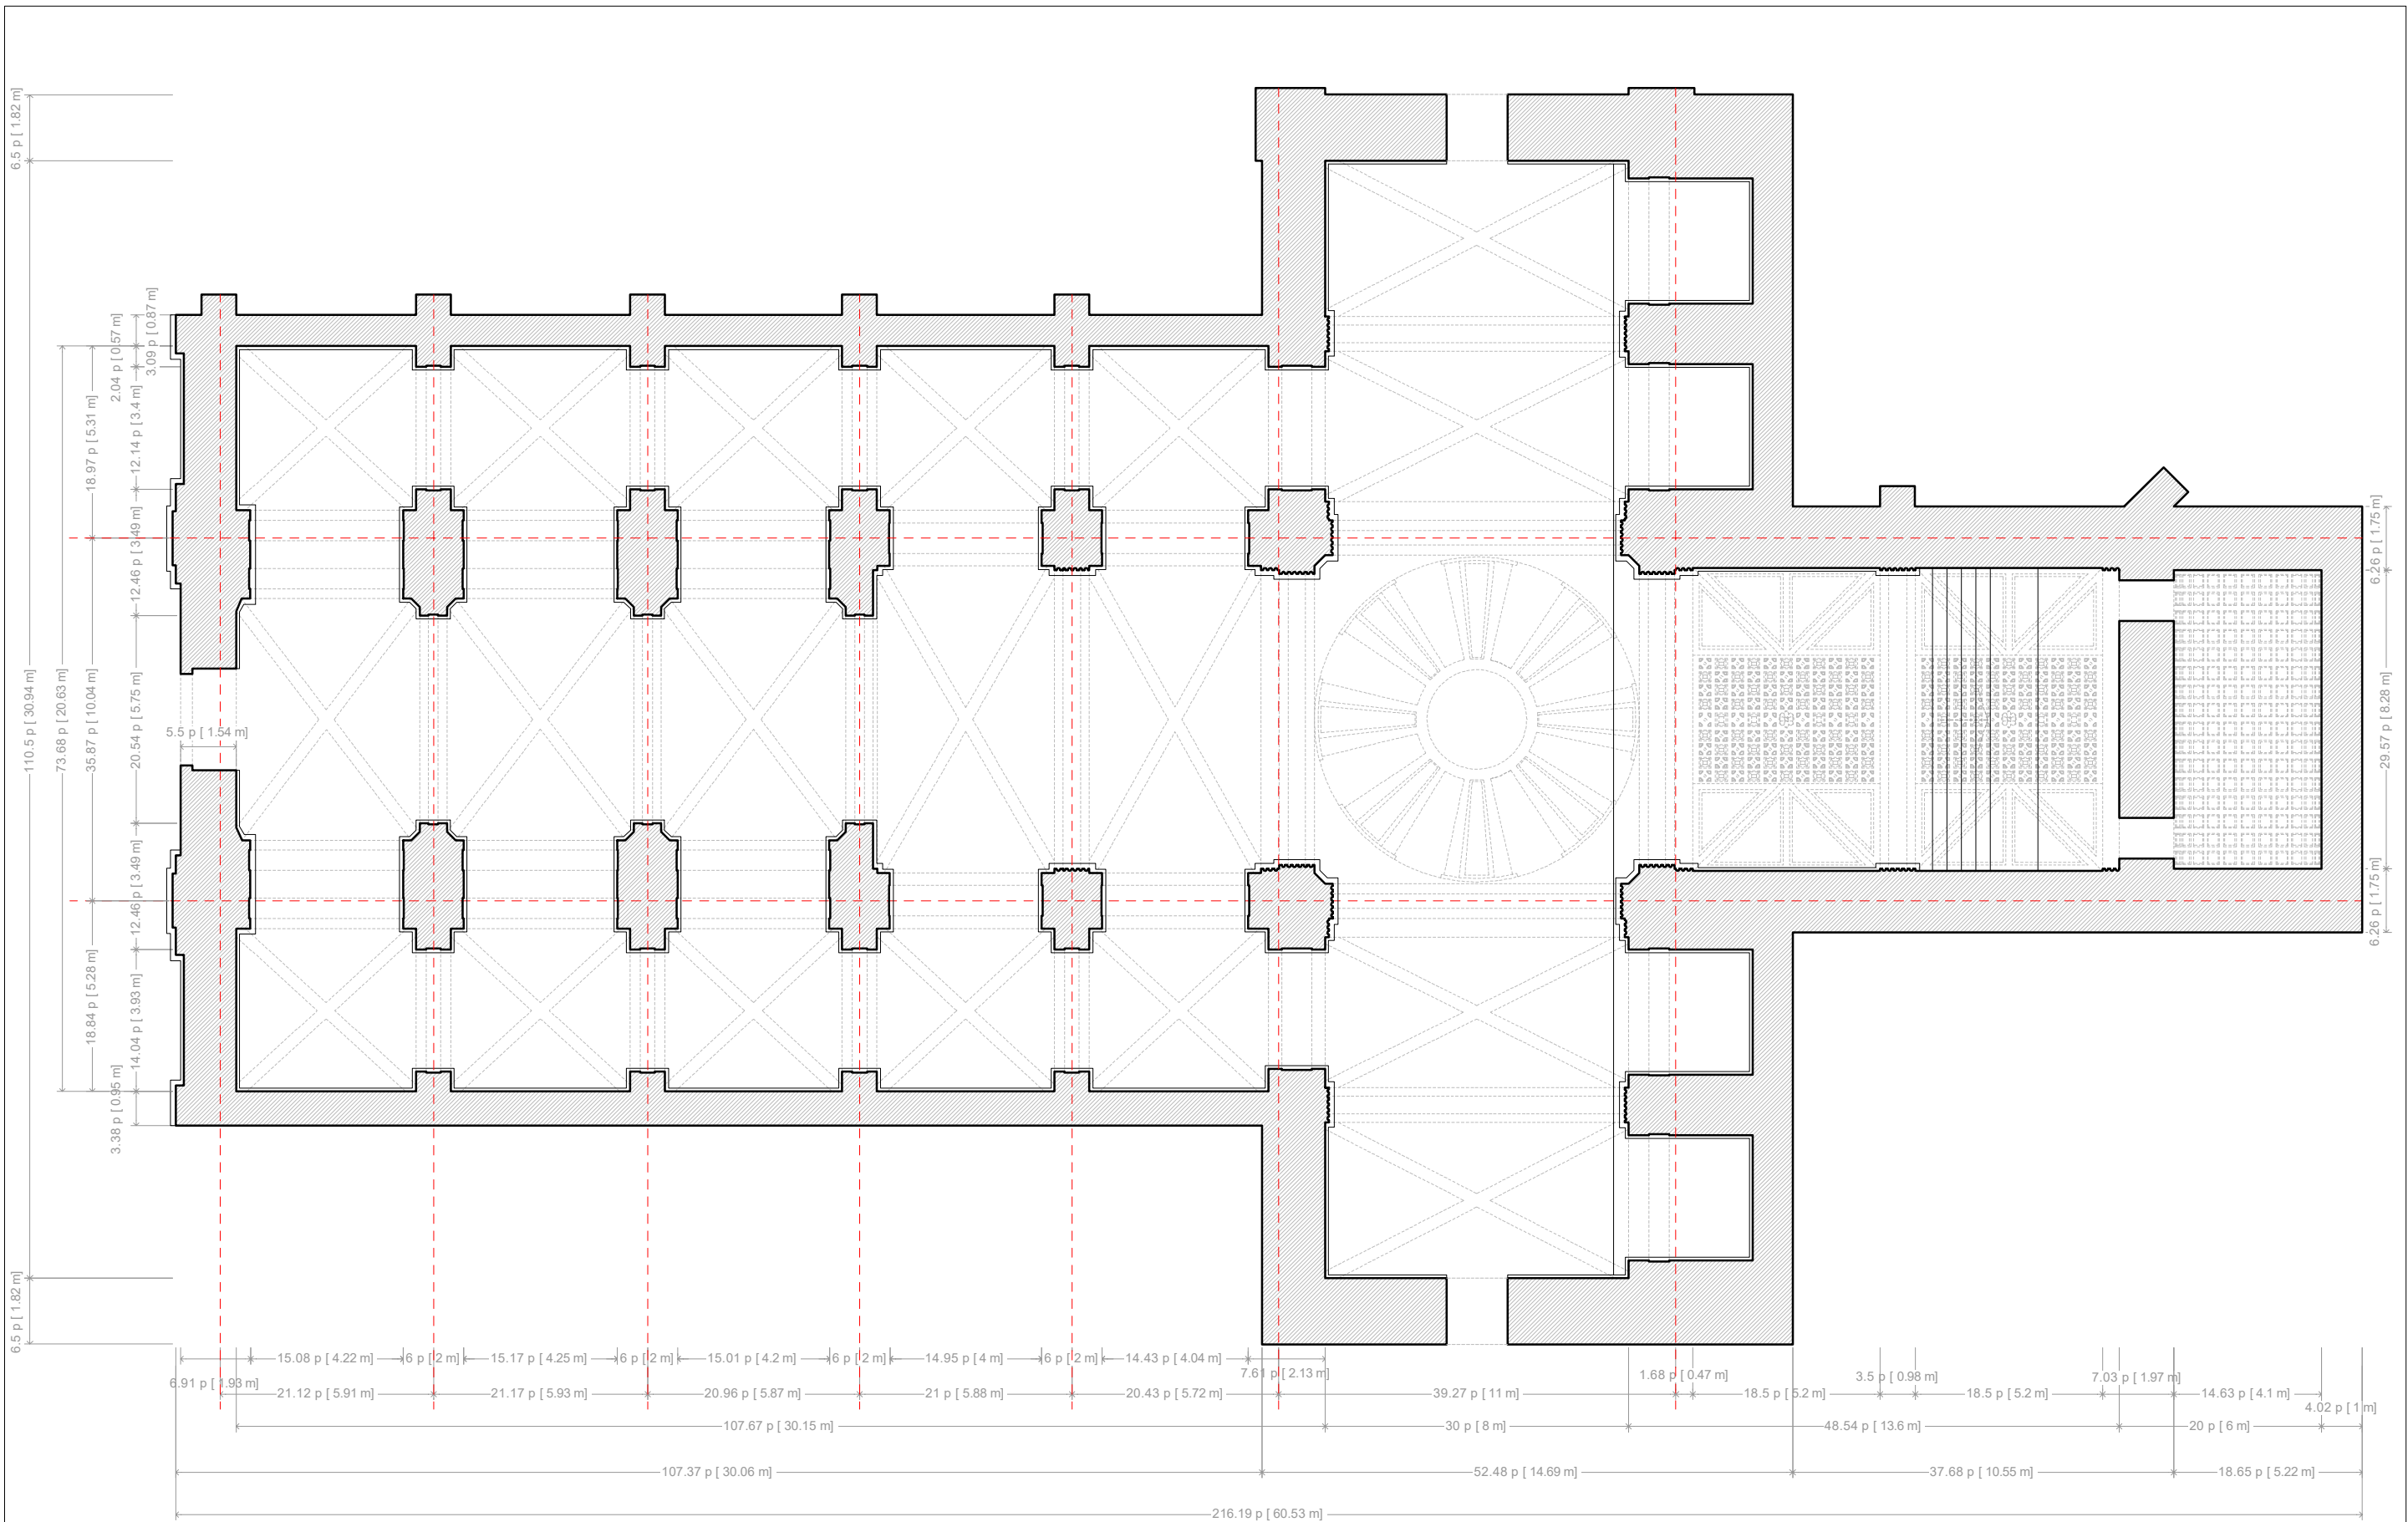 6.5 p [ 1.82 m]
110.5 p [ 30.94 m]
6.5 p [ 1.82 m]
73.68 p [ 20.63 m]
18.97 p [ 5.31 m]
35.87 p [ 10.04 m]
18.84 p [ 5.28 m]
2.04 p [ 0.57 m]
3.09 p [ 0.87 m]
12.14 p [ 3.4 m]
12.46 p [ 3.49 m]
20.54 p [ 5.75 m]
12.46 p [ 3.49 m]
14.04 p [ 3.93 m]
3.38 p [ 0.95 m]
5.5 p [ 1.54 m]
6.26 p [ 1.75 m]
29.57 p [ 8.28 m]
6.26 p [ 1.75 m]
15.08 p [ 4.22 m]
6 p [ 2 m]
15.17 p [ 4.25 m]
6 p [ 2 m]
15.01 p [ 4.2 m]
6 p [ 2 m]
14.95 p [ 4 m]
6 p [ 2 m]
14.43 p [ 4.04 m]
7.61 p [ 2.13 m]
1.68 p [ 0.47 m]
3.5 p [ 0.98 m]
7.03 p [ 1.97 m]
6.91 p [ 1.93 m]
21.12 p [ 5.91 m]
21.17 p [ 5.93 m]
20.96 p [ 5.87 m]
21 p [ 5.88 m]
20.43 p [ 5.72 m]
39.27 p [ 11 m]
18.5 p [ 5.2 m]
18.5 p [ 5.2 m]
14.63 p [ 4.1 m]
4.02 p [ 1 m]
107.67 p [ 30.15 m]
30 p [ 8 m]
48.54 p [ 13.6 m]
20 p [ 6 m]
107.37 p [ 30.06 m]
52.48 p [ 14.69 m]
37.68 p [ 10.55 m]
18.65 p [ 5.22 m]
216.19 p [ 60.53 m]